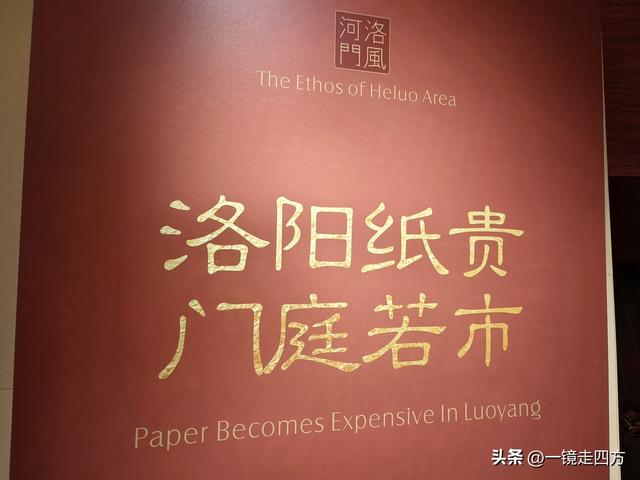 河洛
門風
The Ethos of Heluo Area
洛阳纸贵
门庭若市
Paper Becomes Expensive In Luoyang
头条 @一镜走四方